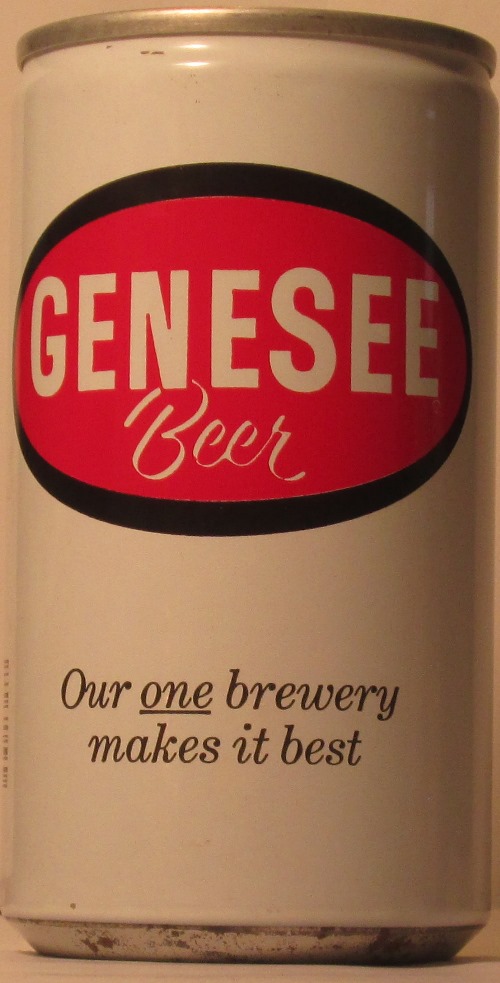 GENESEE
Beer
Our one brewery
makes it best